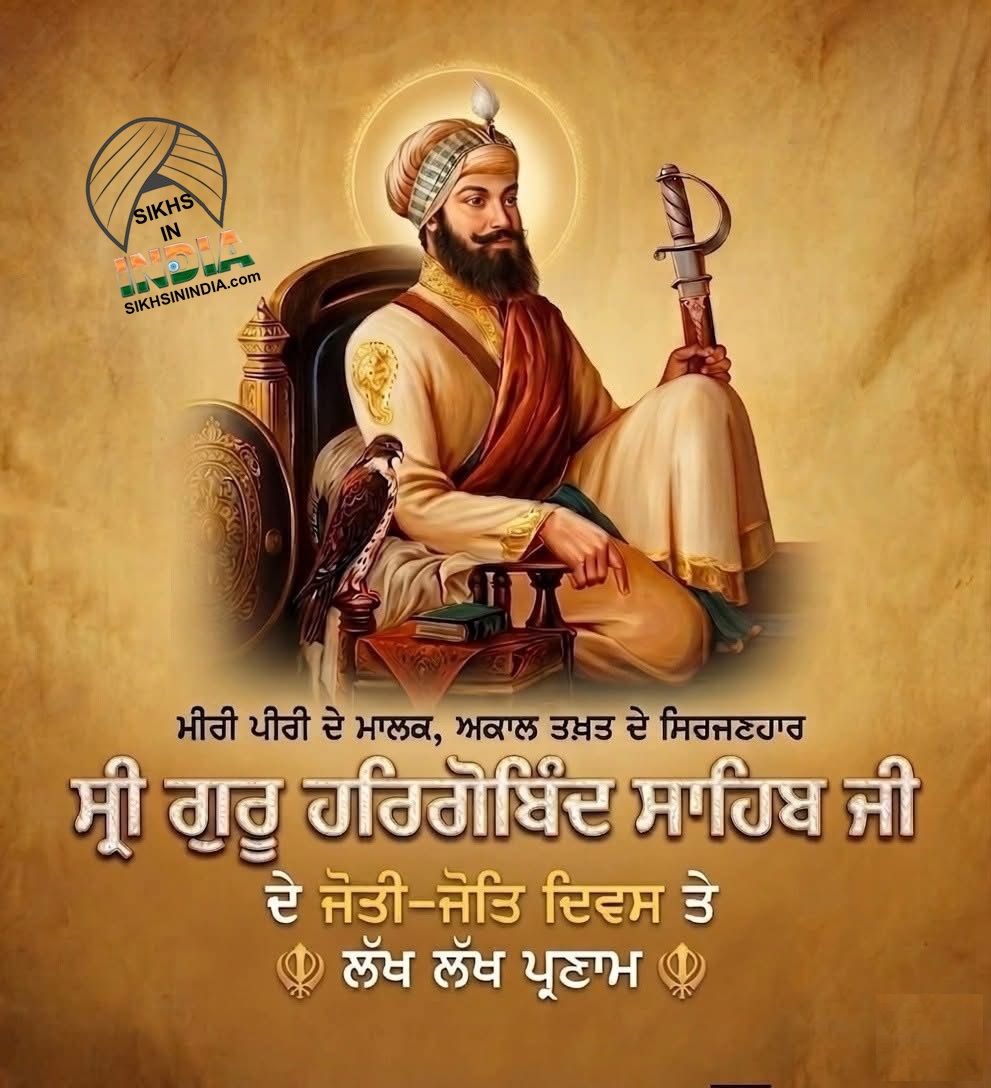 SIKHS
IN
INDIA
SIKHSININDIA.com
ਮੀਰੀ ਪੀਰੀ ਦੇ ਮਾਲਕ, ਅਕਾਲ ਤਖ਼ਤ ਦੇ ਸਿਰਜਣਹਾਰ
ਸ੍ਰੀ ਗੁਰੂ ਹਰਿਗੋਬਿੰਦ ਸਾਹਿਬ ਜੀ
ਦੇ ਜੋਤੀ-ਜੋਤਿ ਦਿਵਸ ਤੇ
ਲੱਖ ਲੱਖ ਪ੍ਰਣਾਮ